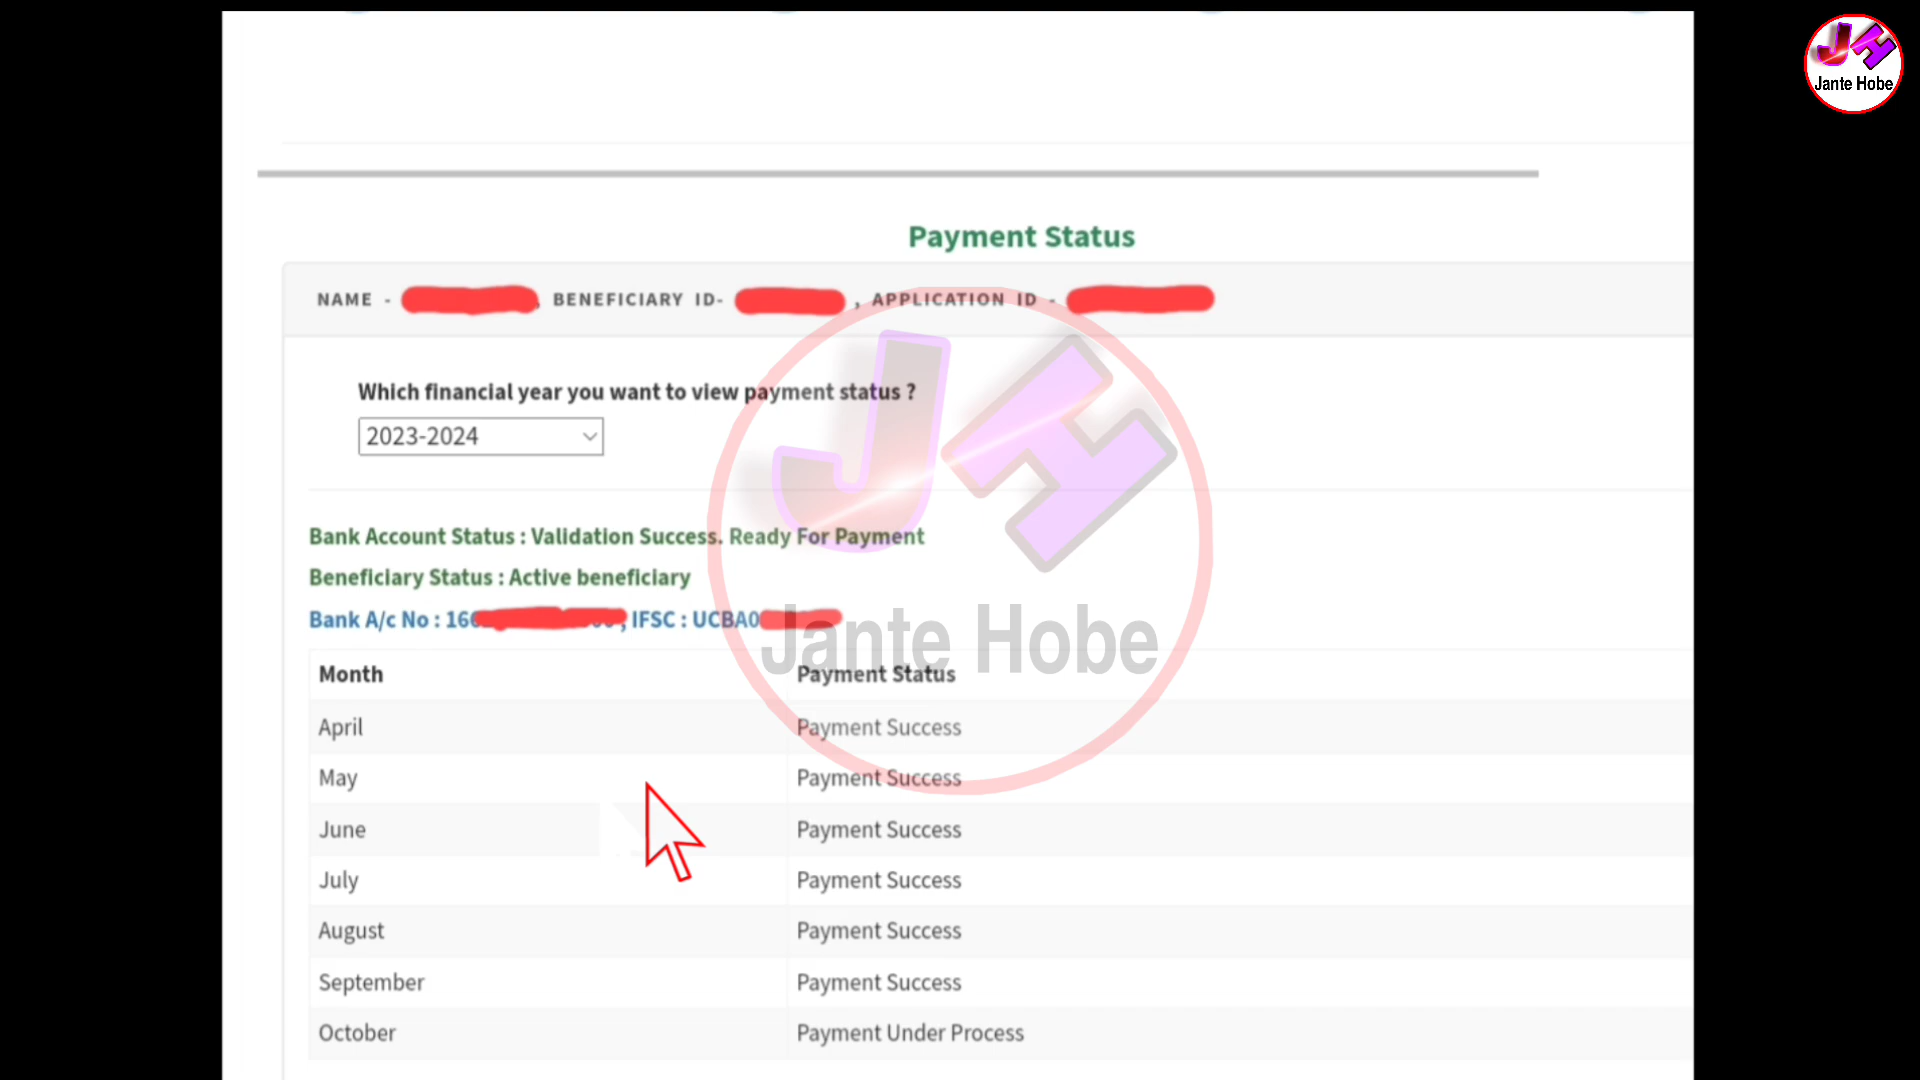 JH
Jante Hobe
Payment Status
NAME - , BENEFICIARY ID- , APPLICATION ID -
Which financial year you want to view payment status ?
2023-2024
Bank Account Status : Validation Success. Ready For Payment
Beneficiary Status : Active beneficiary
Bank A/c No : 16 , IFSC : UCBA0
JH
Jante Hobe
Month Payment Status
April Payment Success
May Payment Success
June Payment Success
July Payment Success
August Payment Success
September Payment Success
October Payment Under Process